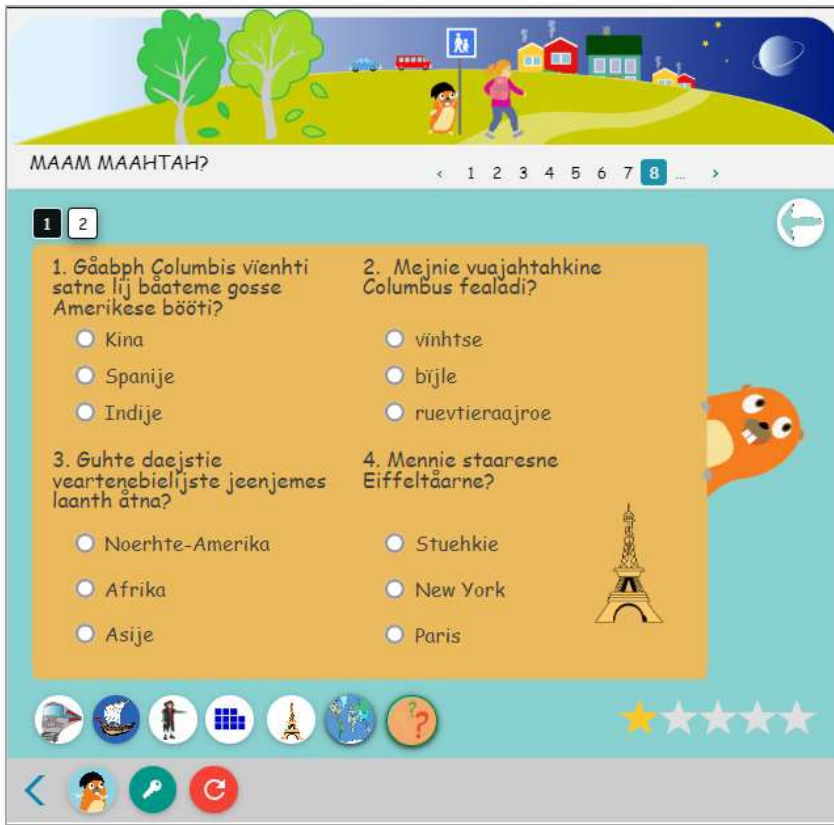 MAAM MAAHTAH?
‹ 1 2 3 4 5 6 7 8 ... ›
1 2
1. Gåabph Columbis vïenhti
satne lij båateme gosse
Amerikese bööti?
Kina
Spanije
Indije
2. Mejnie vuajahtahkine
Columbus fealadi?
vïnhtse
bïjle
ruevtieraajroe
3. Guhte daejstie
veartenebielijste jeenjemes
laanth åtna?
Noerhte-Amerika
Afrika
Asije
4. Mennie staaresne
Eiffeltåarne?
Stuehkie
New York
Paris